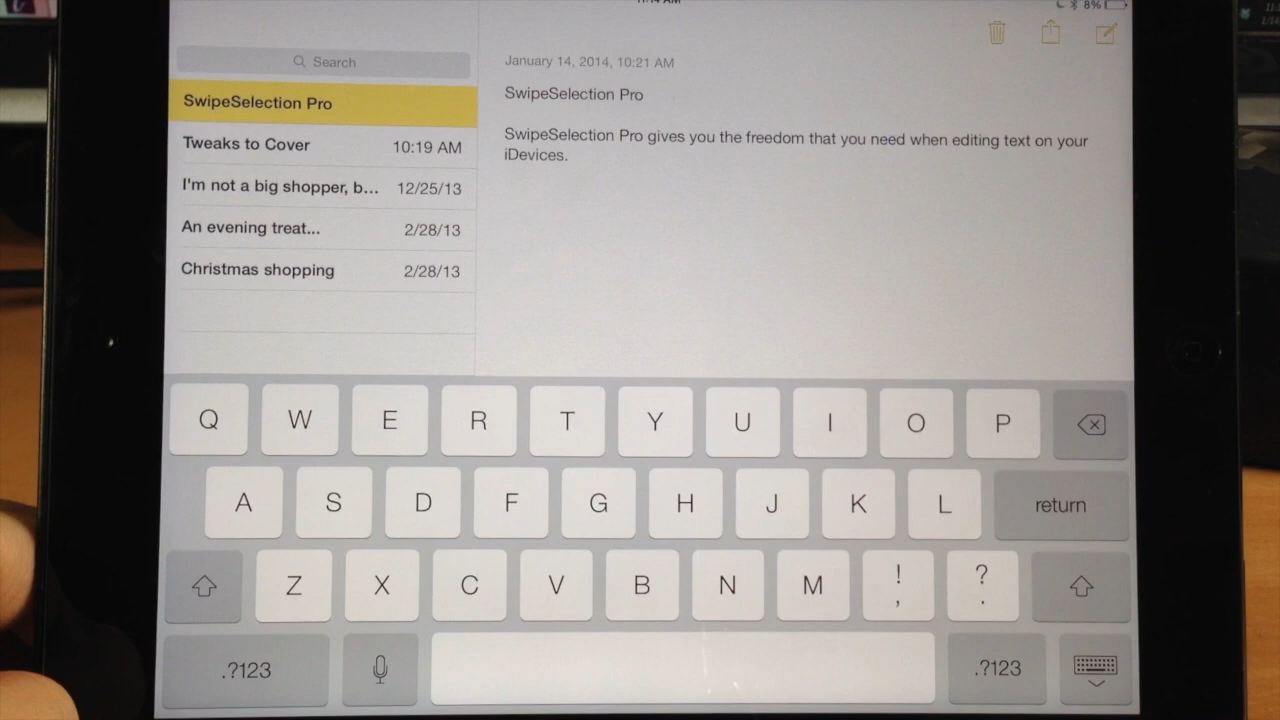 8%
Search
SwipeSelection Pro
Tweaks to Cover 10:19 AM
I'm not a big shopper, b... 12/25/13
An evening treat... 2/28/13
Christmas shopping 2/28/13
January 14, 2014, 10:21 AM
SwipeSelection Pro
SwipeSelection Pro gives you the freedom that you need when editing text on your
iDevices.
Q W E R T Y U I O P
A S D F G H J K L return
Z X C V B N M ! , ? .
.?123 .?123